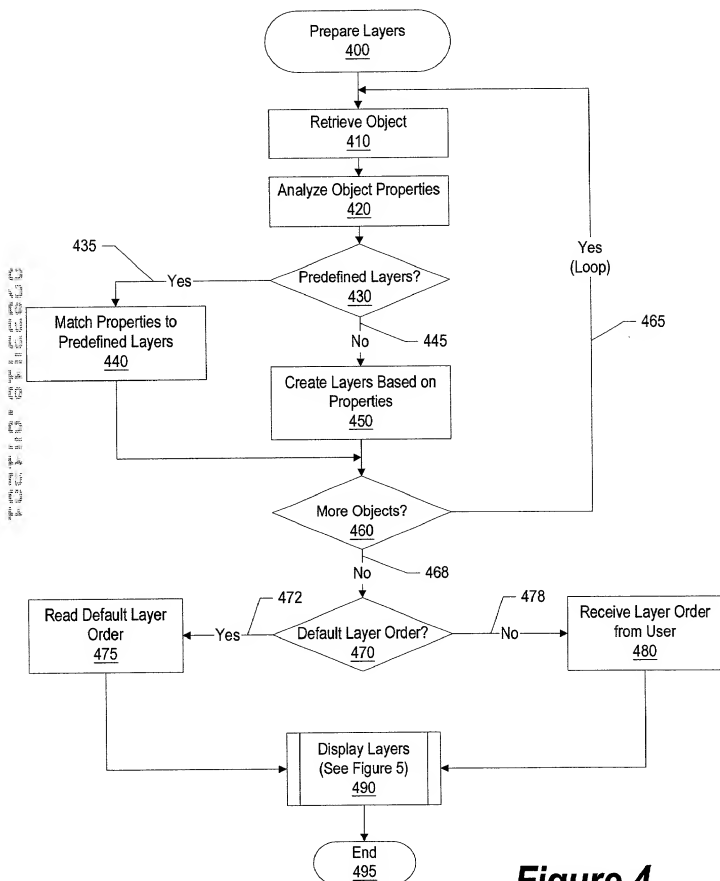 Prepare Layers
400
Retrieve Object
410
Analyze Object Properties
420
435
Yes
Predefined Layers?
430
Yes
(Loop)
465
Match Properties to
Predefined Layers
440
No
445
Create Layers Based on
Properties
450
More Objects?
460
No
468
Read Default Layer
Order
475
472
Yes
Default Layer Order?
470
478
No
Receive Layer Order
from User
480
Display Layers
(See Figure 5)
490
End
495
Figure 4